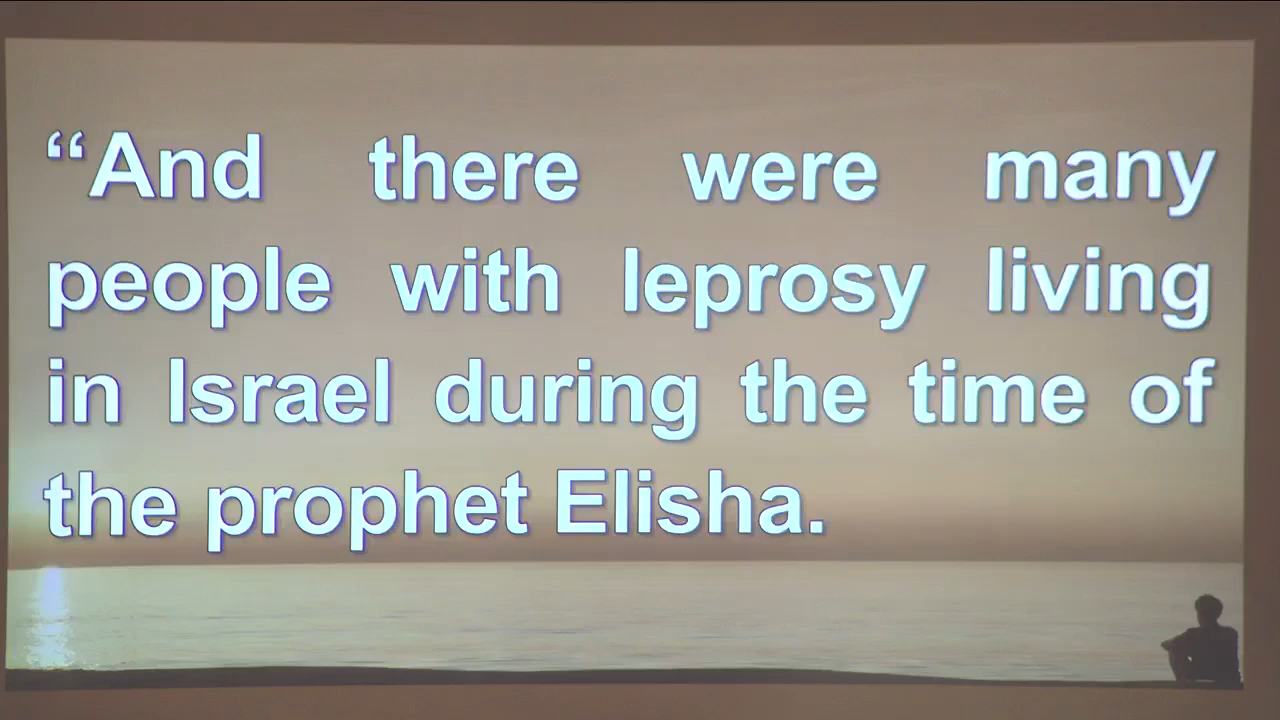 “And there were many
people with leprosy living
in Israel during the time of
the prophet Elisha.